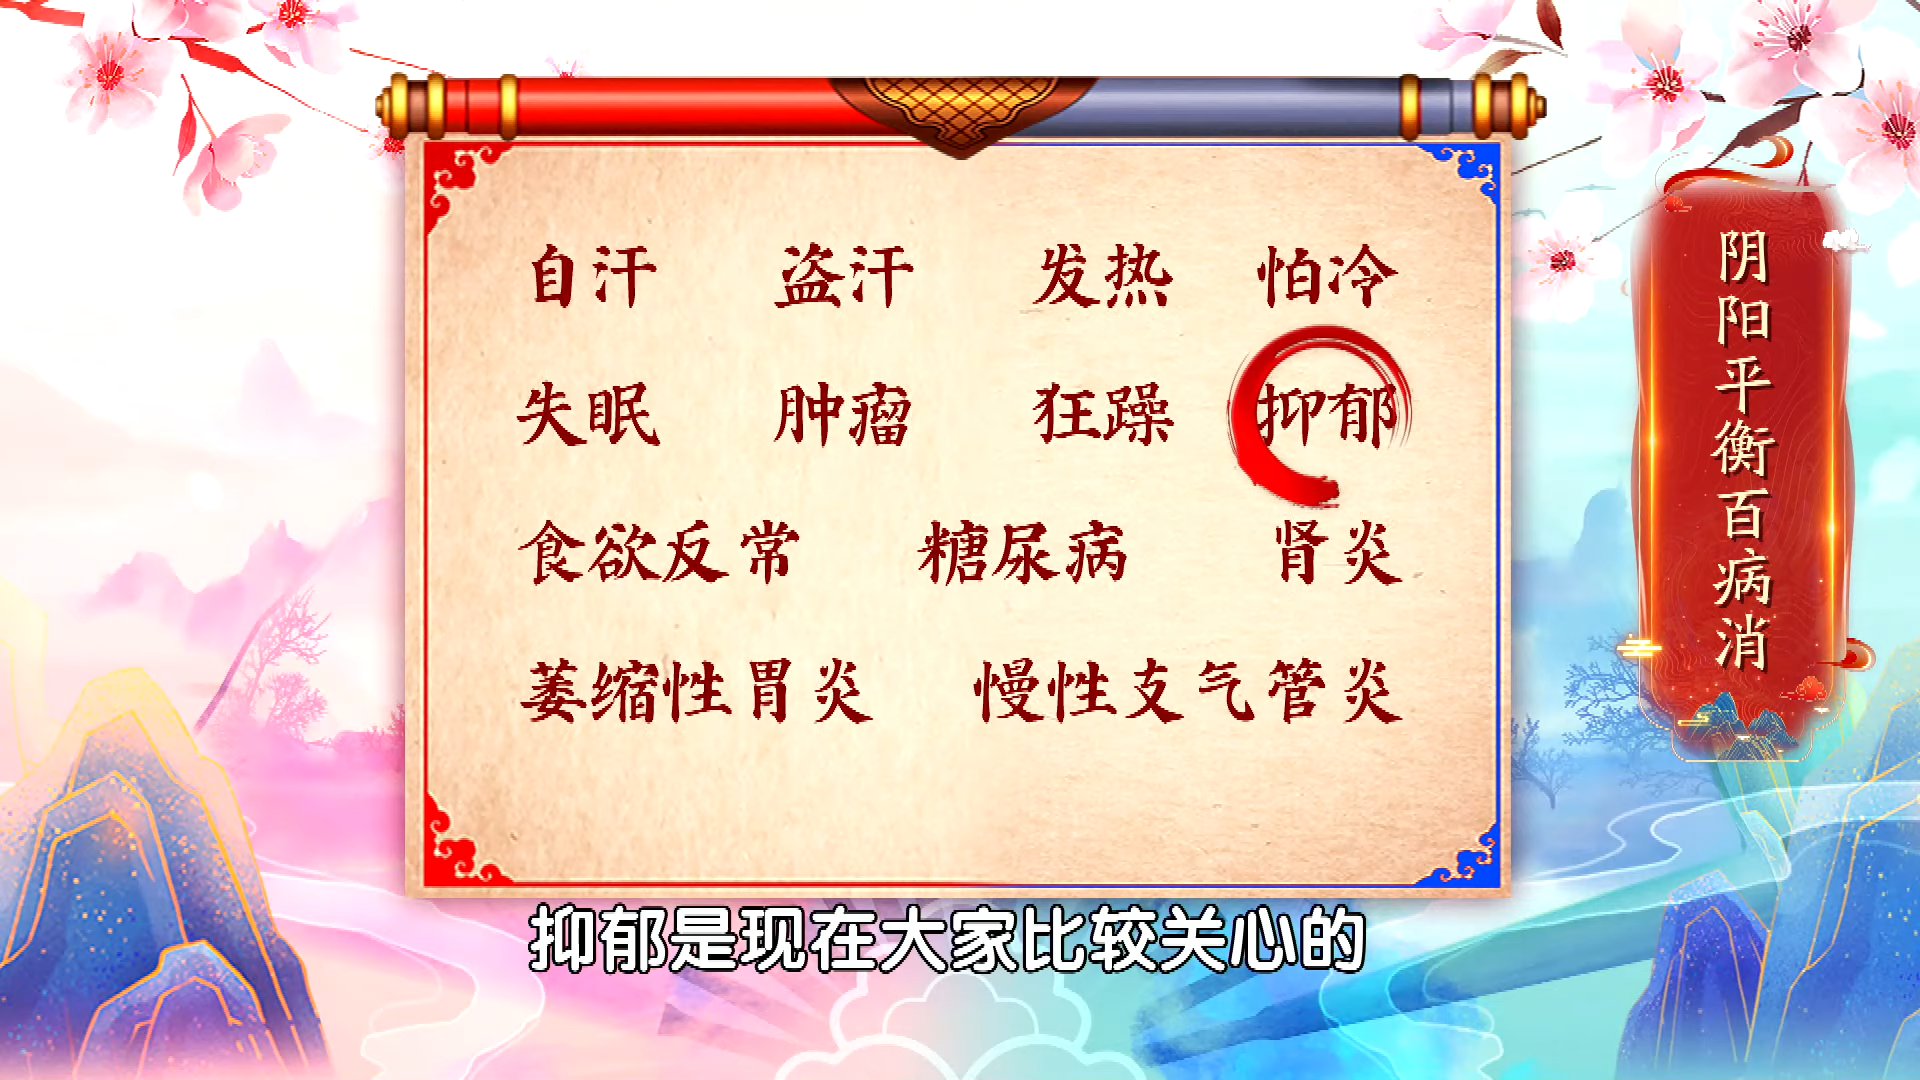 自汗 盗汗 发热 怕冷
失眠 肿瘤 狂躁 抑郁
食欲反常 糖尿病 肾炎
萎缩性胃炎 慢性支气管炎
阴阳平衡百病消
抑郁是现在大家比较关心的